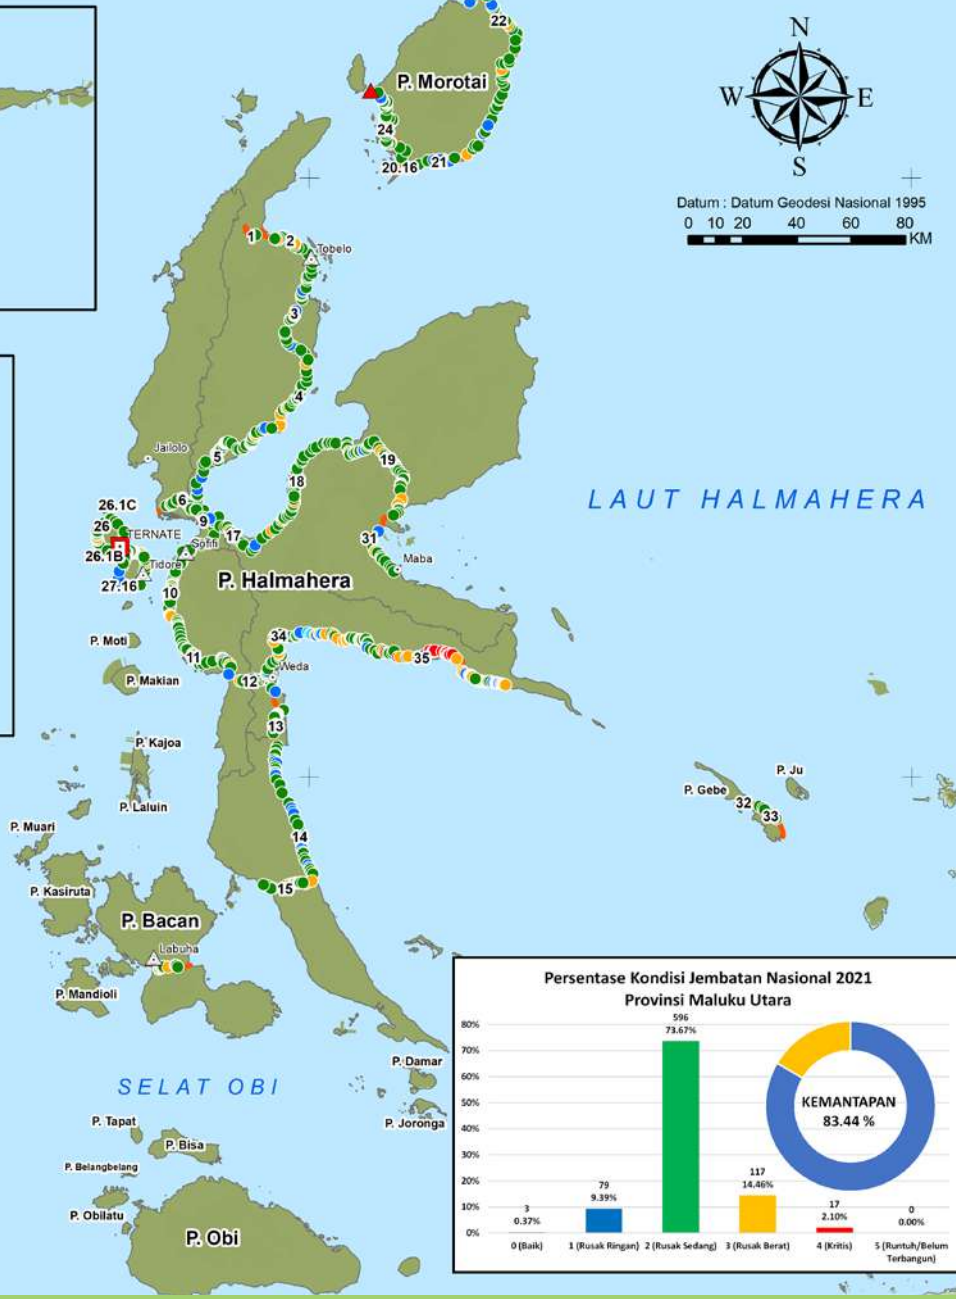 22
N
P. Morotai
W
E
24
S
20.16
21
Datum : Datum Geodesi Nasional 1995
0 10 20 40 60 80
KM
1
2
Tobelo
3
4
Jailolo
5
19
18
LAUT HALMAHERA
6
26.1C
9
26
17
TERNATE
31
Sofifi
26.1B
Maba
Tidore
P. Halmahera
27.16
10
34
P. Moti
11
35
Weda
P. Makian
12
13
P. Kajoa
P. Ju
P. Gebe
32
P. Laluin
33
P. Muari
14
P. Kasiruta
15
P. Bacan
Labuha
P. Mandioli
Persentase Kondisi Jembatan Nasional 2021
Provinsi Maluku Utara
80%
596
73.67%
70%
60%
P. Damar
SELAT OBI
50%
KEMANTAPAN
83.44 %
P. Tapat
P. Joronga
40%
P. Bisa
30%
P. Belangbelang
20%
117
14.46%
79
9.39%
P. Obilatu
10%
3
0.37%
17
2.10%
0
0.00%
P. Obi
0%
0 (Baik)
1 (Rusak Ringan)
2 (Rusak Sedang)
3 (Rusak Berat)
4 (Kritis)
5 (Runtuh/Belum
Terbangun)